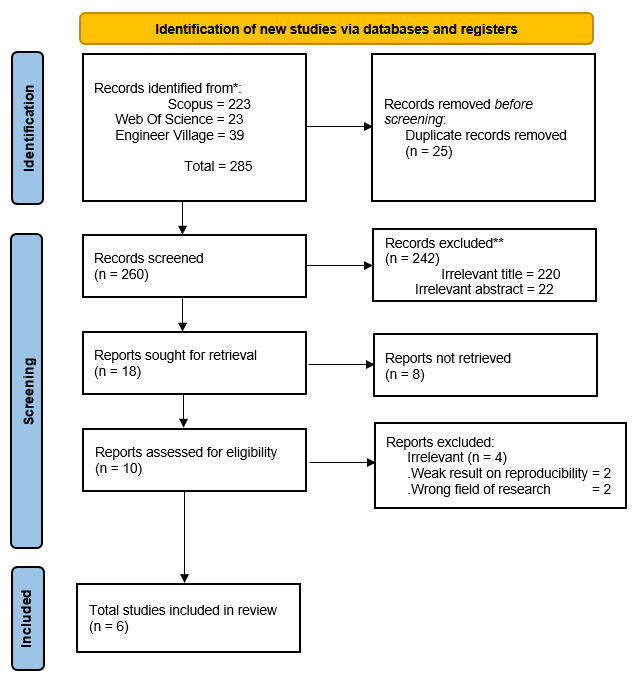 Identification of new studies via databases and registers
Identification
Records identified from*:
Scopus = 223
Web Of Science = 23
Engineer Village = 39
Total = 285
Records removed before
screening:
Duplicate records removed
(n = 25)
Screening
Records screened
(n = 260)
Records excluded**
(n = 242)
Irrelevant title = 220
Irrelevant abstract = 22
Reports sought for retrieval
(n = 18)
Reports not retrieved
(n = 8)
Reports assessed for eligibility
(n = 10)
Reports excluded:
Irrelevant (n = 4)
.Weak result on reproducibility = 2
.Wrong field of research = 2
Included
Total studies included in review
(n = 6)